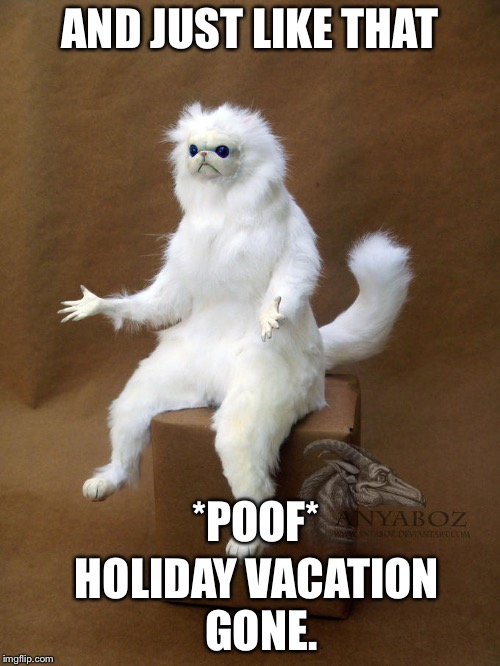 AND JUST LIKE THAT
*POOF*
ANYABOZ
HOLIDAY VACATION
GONE.
imgflip.com